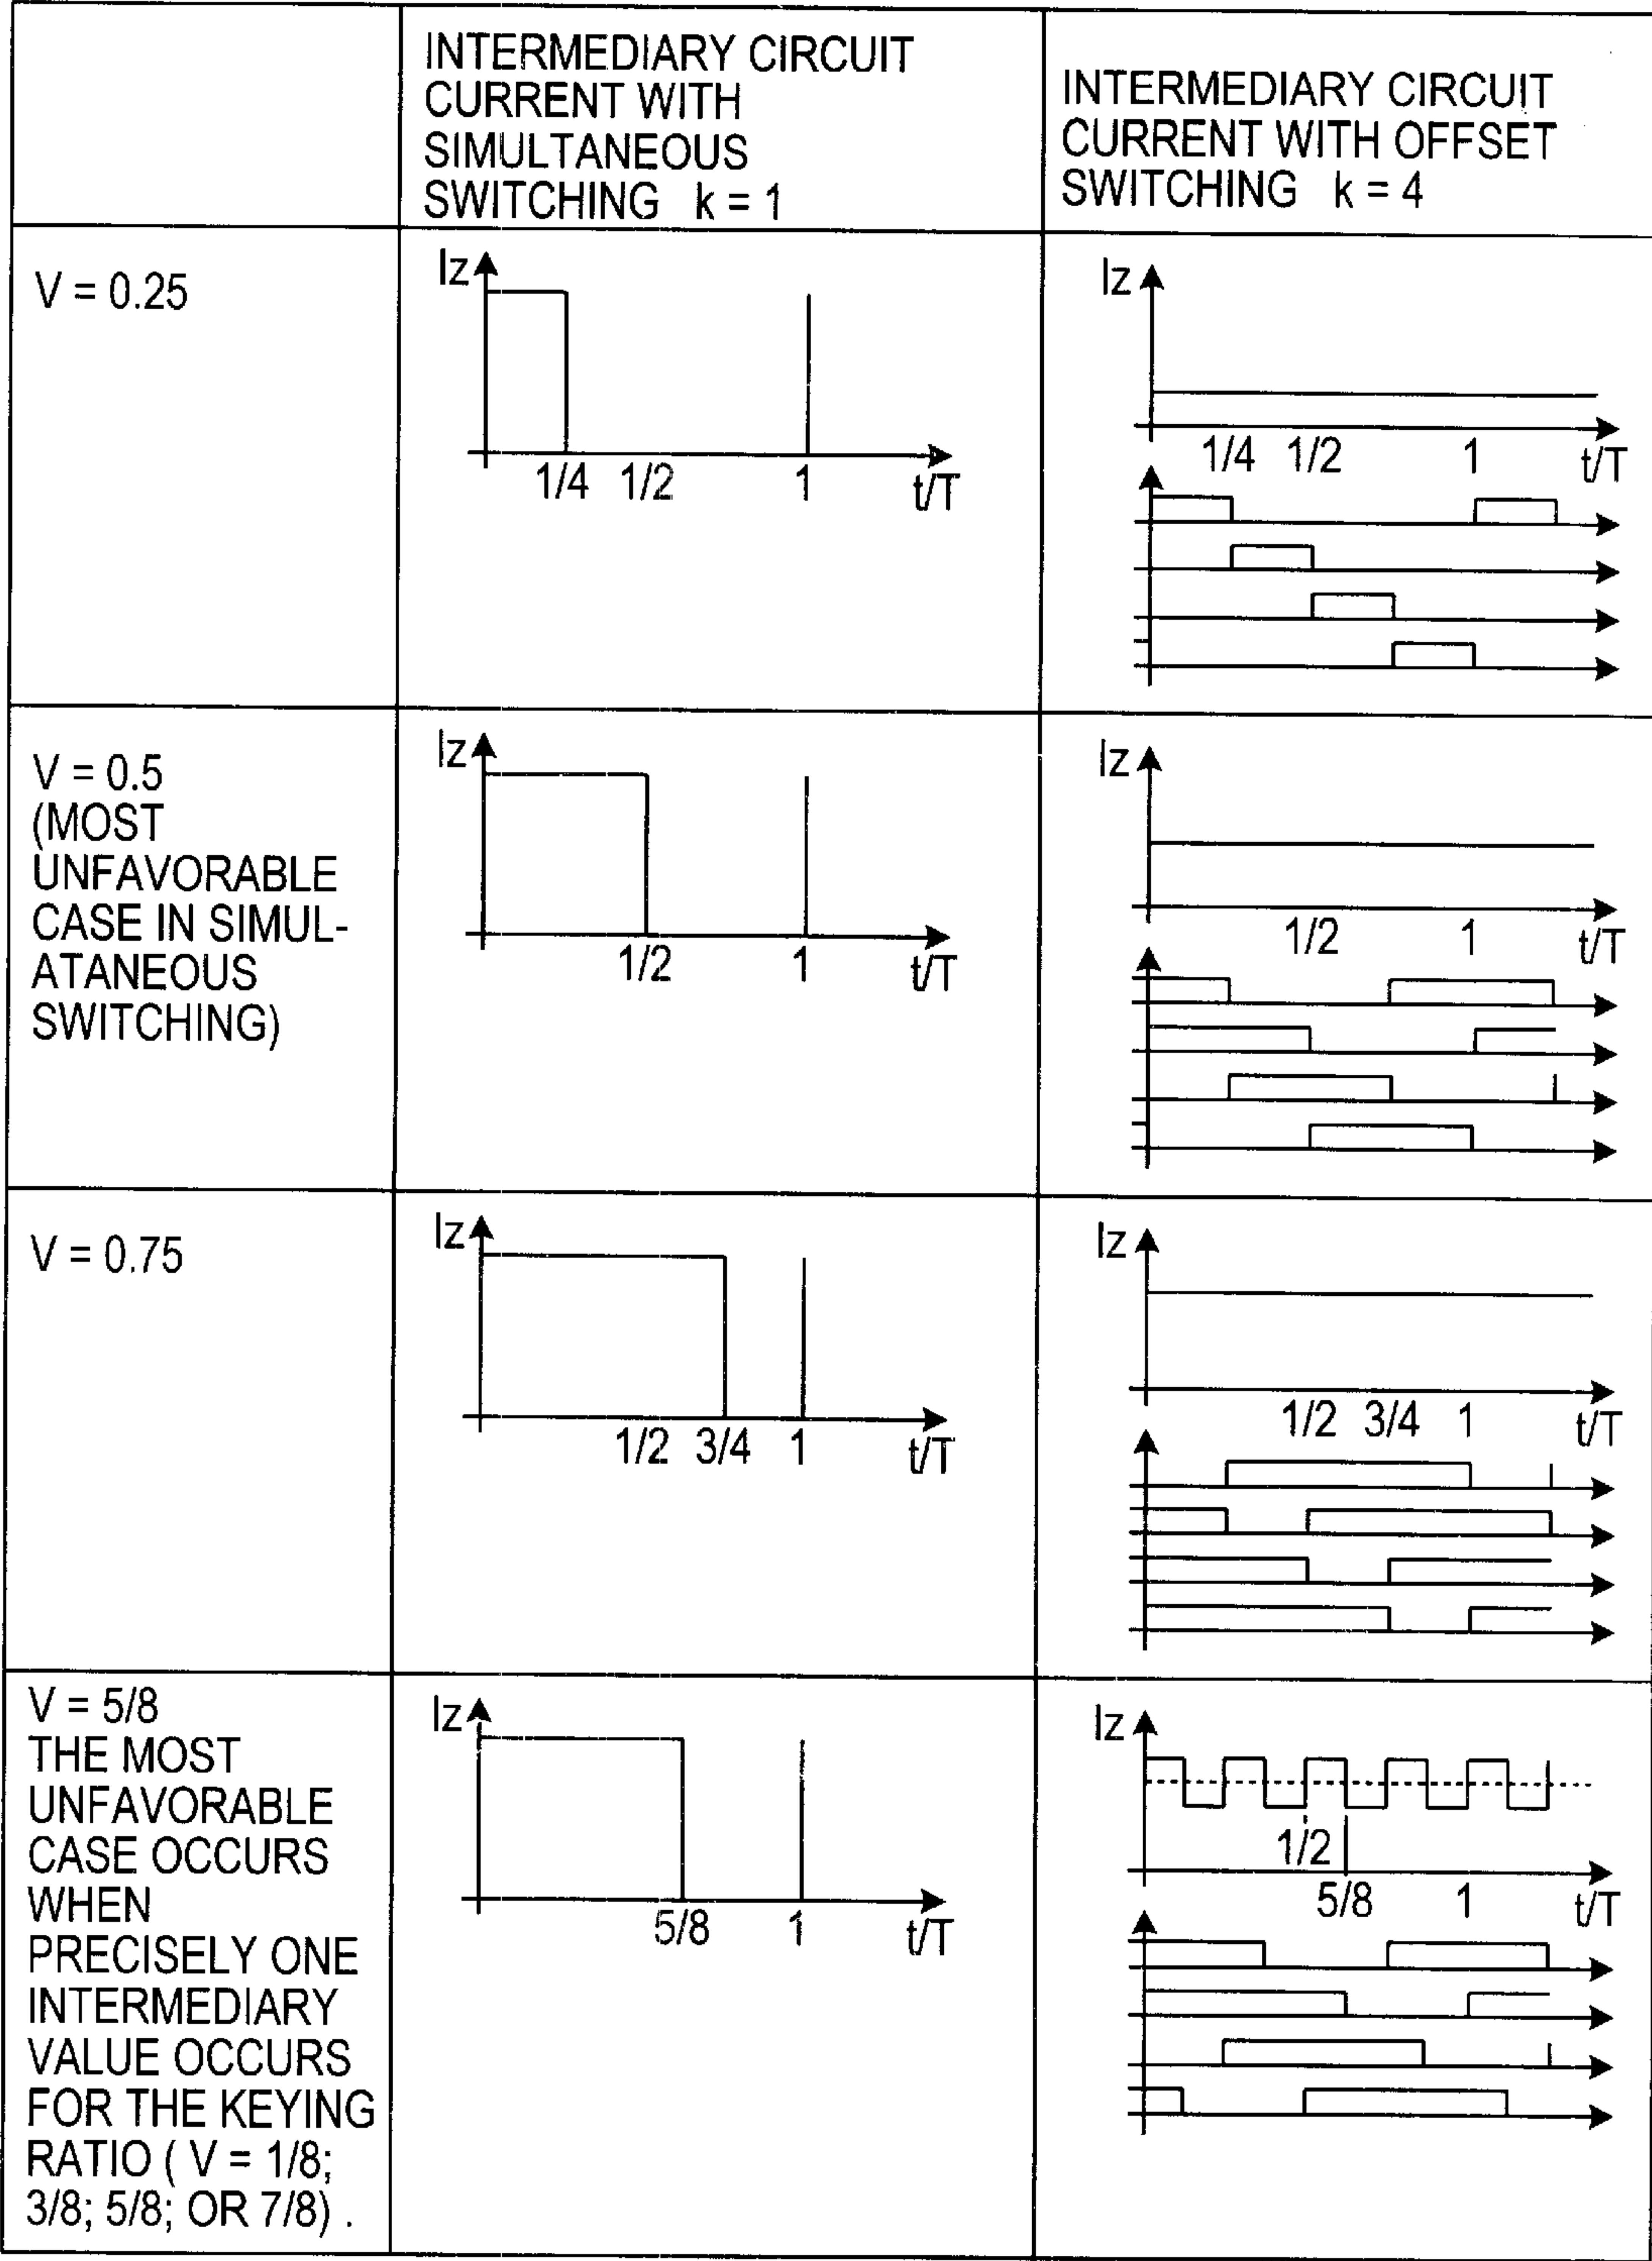 INTERMEDIARY CIRCUIT
CURRENT WITH
SIMULTANEOUS
SWITCHING k = 1
INTERMEDIARY CIRCUIT
CURRENT WITH OFFSET
SWITCHING k = 4
V = 0.25
Iz
1/4 1/2 1 t/T
Iz
1/4 1/2 1 t/T
V = 0.5
(MOST
UNFAVORABLE
CASE IN SIMUL-
ATANEOUS
SWITCHING)
Iz
1/2 1 t/T
Iz
1/2 1 t/T
V = 0.75
Iz
1/2 3/4 1 t/T
Iz
1/2 3/4 1 t/T
V = 5/8
THE MOST
UNFAVORABLE
CASE OCCURS
WHEN
PRECISELY ONE
INTERMEDIARY
VALUE OCCURS
FOR THE KEYING
RATIO ( V = 1/8;
3/8; 5/8; OR 7/8) .
Iz
5/8 1 t/T
Iz
1/2
5/8 1 t/T